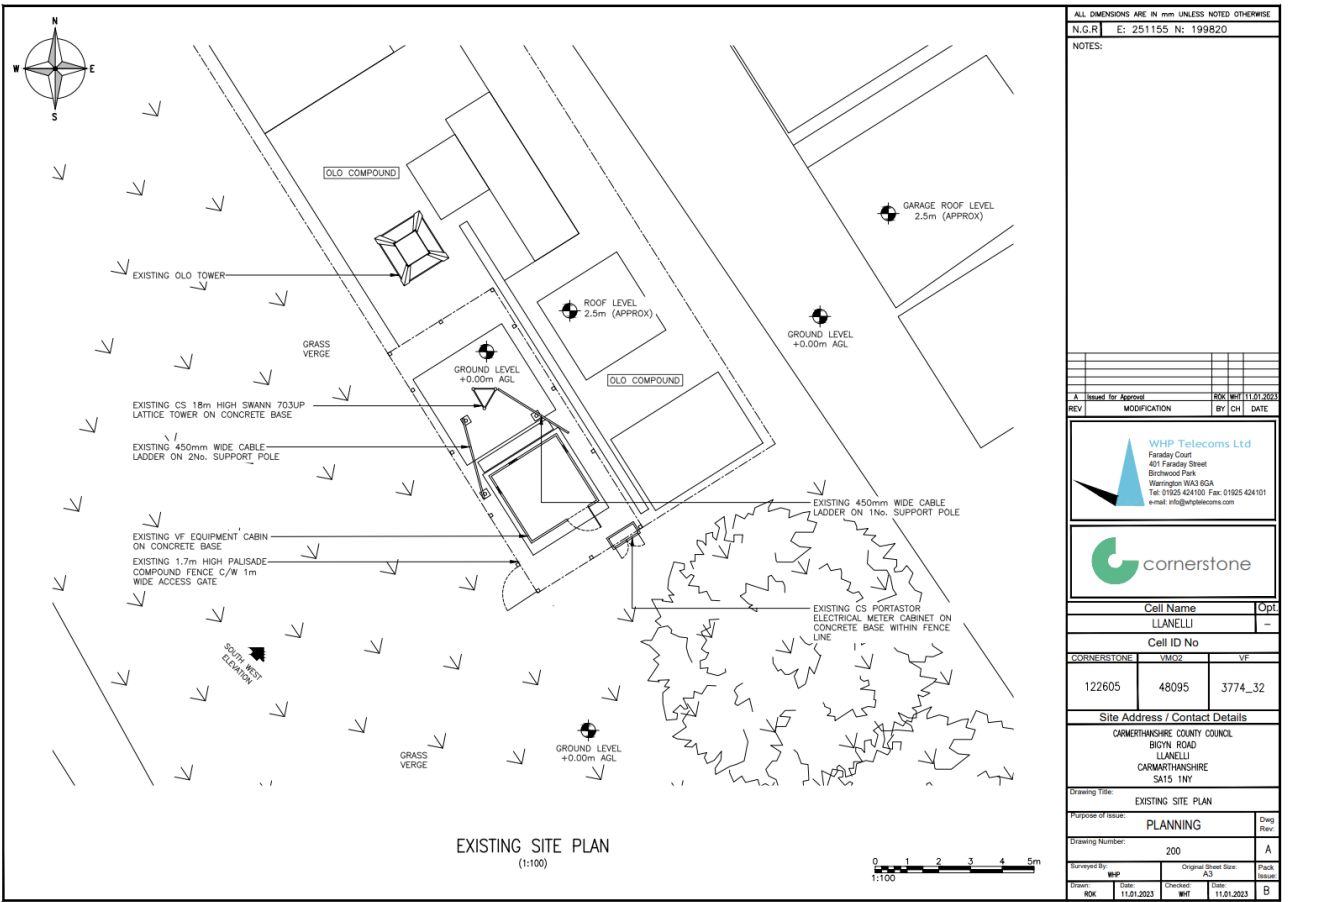 N
W
E
S
OLO COMPOUND
EXISTING OLO TOWER
GRASS
VERGE
GROUND LEVEL
+0.00m AGL
ROOF LEVEL
2.5m (APPROX)
GARAGE ROOF LEVEL
2.5m (APPROX)
GROUND LEVEL
+0.00m AGL
OLO COMPOUND
EXISTING CS 18m HIGH SWANN 703UP
LATTICE TOWER ON CONCRETE BASE
EXISTING 450mm WIDE CABLE
LADDER ON 2No. SUPPORT POLE
EXISTING VF EQUIPMENT CABIN
ON CONCRETE BASE
EXISTING 1.7m HIGH PALISADE
COMPOUND FENCE C/W 1m
WIDE ACCESS GATE
EXISTING 450mm WIDE CABLE
LADDER ON 1No. SUPPORT POLE
EXISTING CS PORTASTOR
ELECTRICAL METER CABINET ON
CONCRETE BASE WITHIN FENCE
LINE
SOUTH WEST
ELEVATION
GRASS
VERGE
GROUND LEVEL
+0.00m AGL
EXISTING SITE PLAN
(1:100)
0 1 2 3 4 5m
1:100
ALL DIMENSIONS ARE IN mm UNLESS NOTED OTHERWISE
N.G.R E: 251155 N: 199820
NOTES:
A Issued for Approval ROK WHT 11.01.2023
REV MODIFICATION BY CH DATE
WHP Telecoms Ltd
Faraday Court
401 Faraday Street
Birchwood Park
Warrington WA3 6GA
Tel: 01925 424100 Fax: 01925 424101
e-mail: info@whptelecoms.com
cornerstone
Cell Name Opt.
LLANELLI –
Cell ID No
CORNERSTONE VMO2 VF
122605 48095 3774_32
Site Address / Contact Details
CARMERTHANSHIRE COUNTY COUNCIL
BIGYN ROAD
LLANELLI
CARMARTHANSHIRE
SA15 1NY
Drawing Title:
EXISTING SITE PLAN
Purpose of issue:
PLANNING
Dwg
Rev:
Drawing Number:
200
A
Surveyed By:
WHP
Original Sheet Size:
A3
Pack
Issue:
Drawn: Date: Checked: Date:
ROK 11.01.2023 WHT 11.01.2023
B